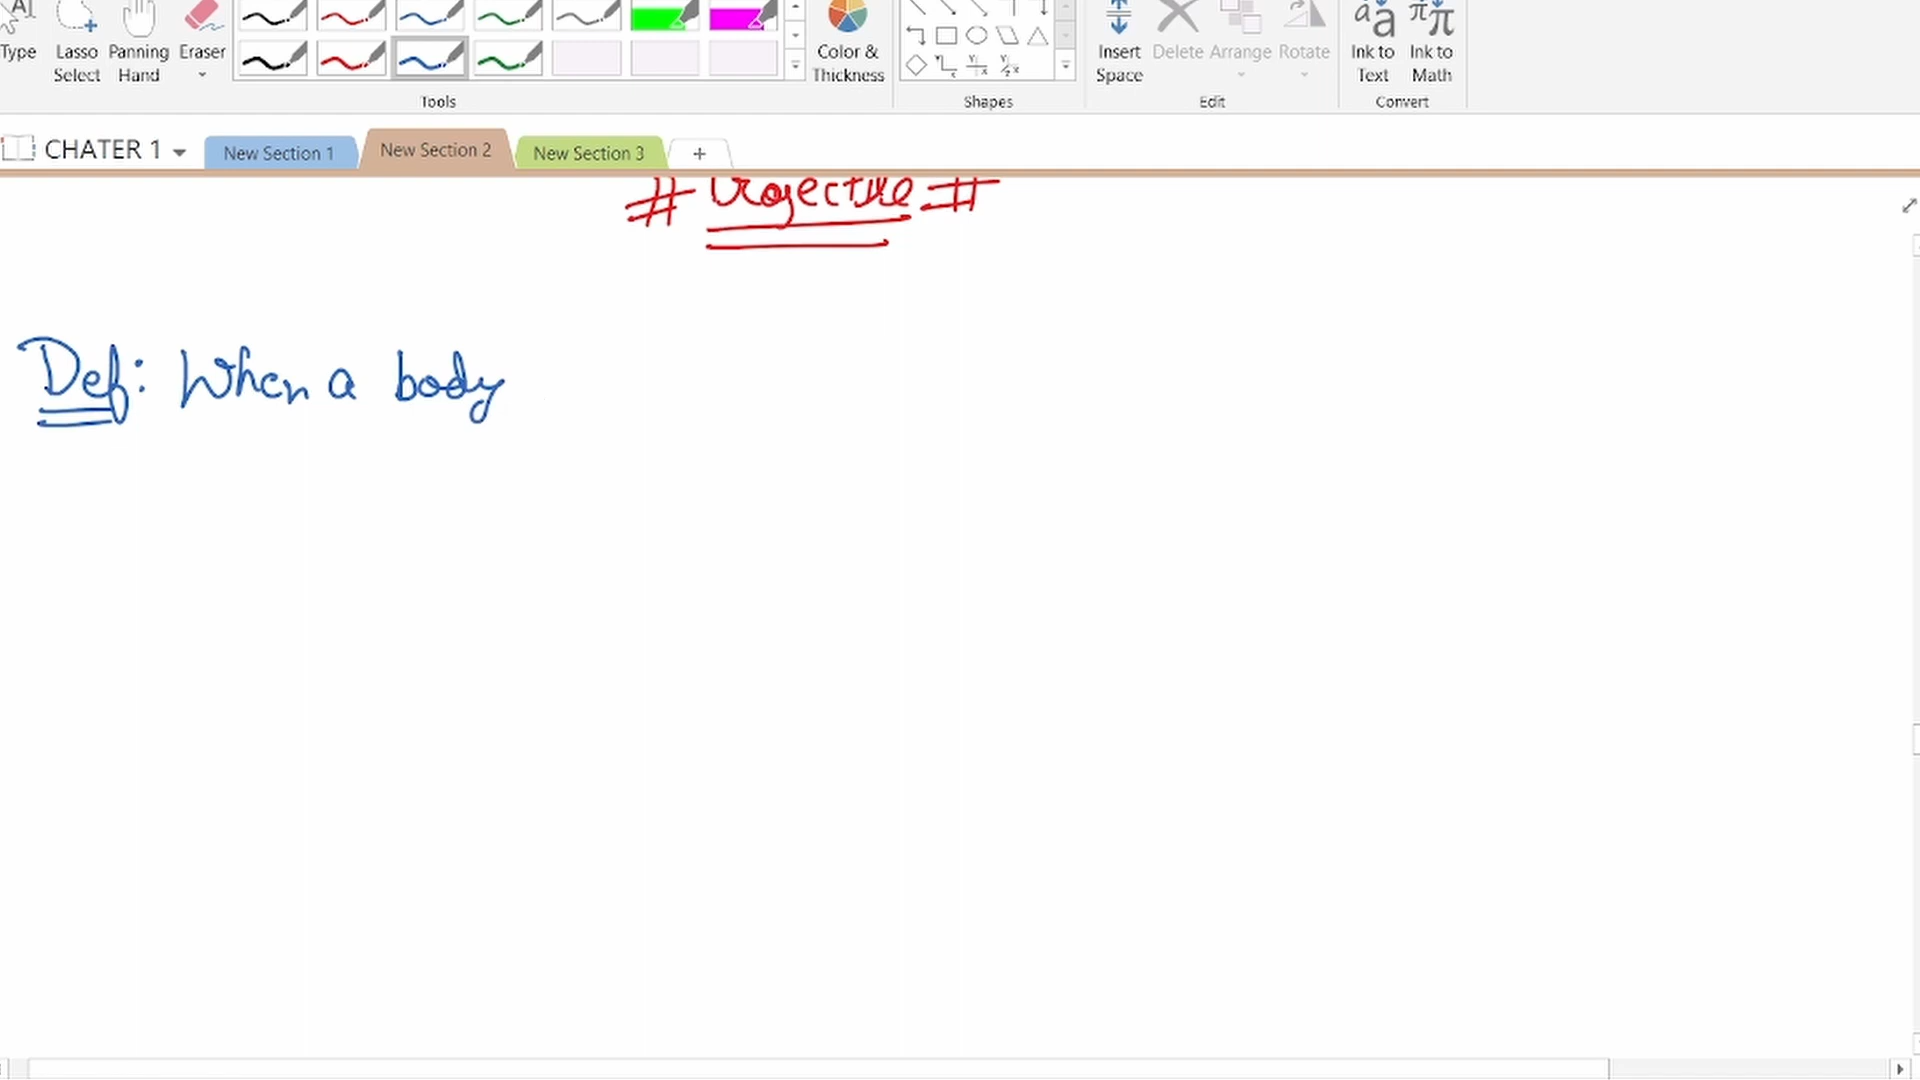 Type
Lasso Select
Panning Hand
Eraser
Color & Thickness
Insert Space
Delete
Arrange
Rotate
Ink to Text
Ink to Math
Tools
Shapes
Edit
Convert
CHATER 1
New Section 1
New Section 2
New Section 3
+
# #
Def: When a body